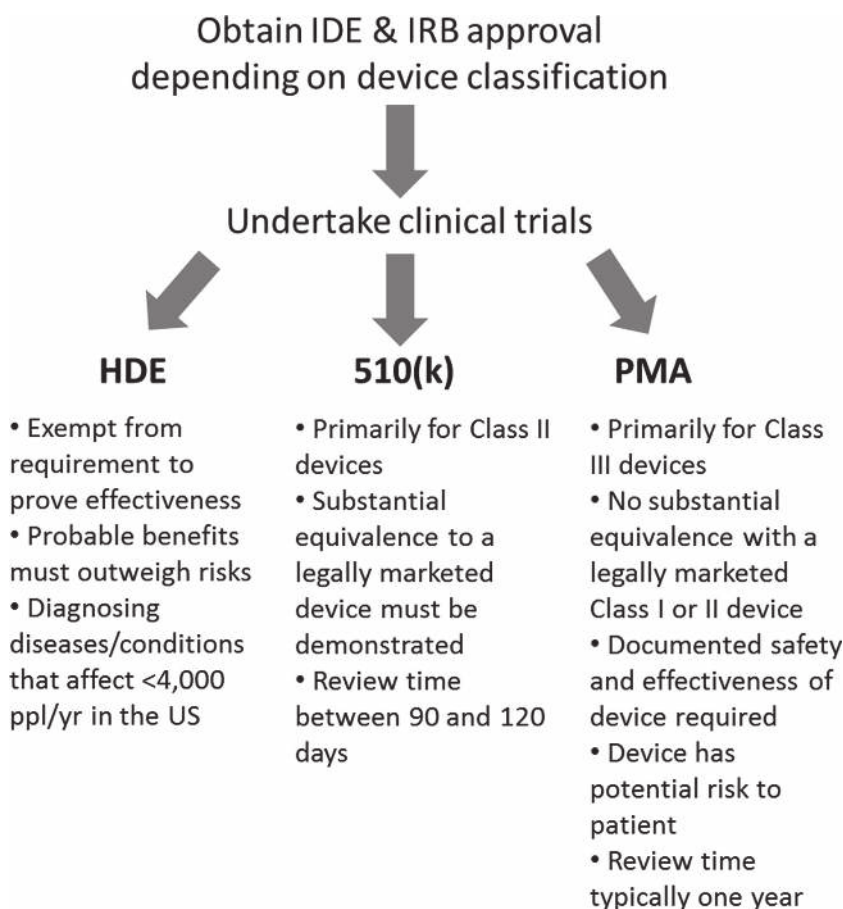 Obtain IDE & IRB approval
depending on device classification
Undertake clinical trials
HDE
• Exempt from
requirement to
prove effectiveness
• Probable benefits
must outweigh risks
• Diagnosing
diseases/conditions
that affect <4,000
ppl/yr in the US
510(k)
• Primarily for Class II
devices
• Substantial
equivalence to a
legally marketed
device must be
demonstrated
• Review time
between 90 and 120
days
PMA
• Primarily for Class
III devices
• No substantial
equivalence with a
legally marketed
Class I or II device
• Documented safety
and effectiveness of
device required
• Device has
potential risk to
patient
• Review time
typically one year